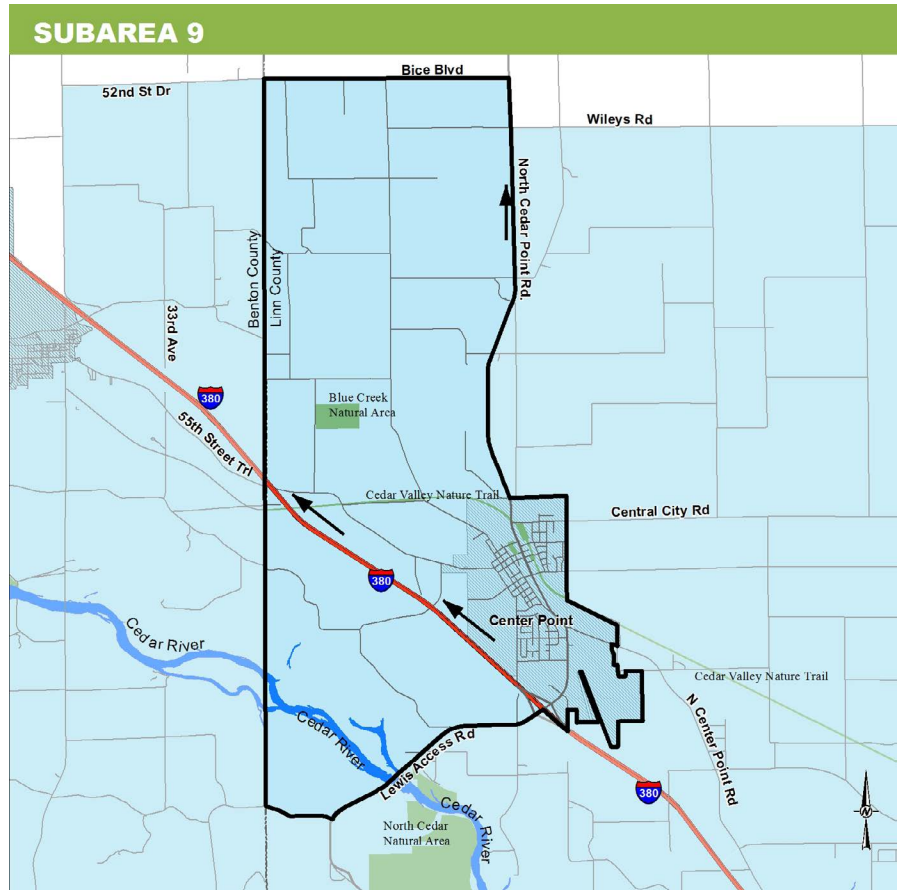 SUBAREA 9
Bice Blvd
52nd St Dr
Wileys Rd
North Cedar Point Rd.
Benton County
Linn County
33rd Ave
380
Blue Creek
Natural Area
55th Street Trl
Cedar Valley Nature Trail
Central City Rd
380
Center Point
Cedar River
Cedar Valley Nature Trail
N Center Point Rd
Cedar River
Lewis Access Rd
380
Cedar River
North Cedar
Natural Area
N